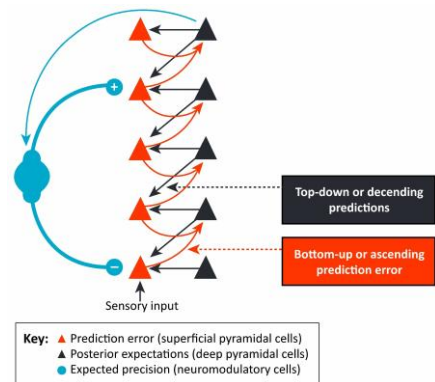 +
Top-down or decending
predictions
Bottom-up or ascending
prediction error
−
Sensory input
Key: Prediction error (superficial pyramidal cells)
Posterior expectations (deep pyramidal cells)
Expected precision (neuromodulatory cells)